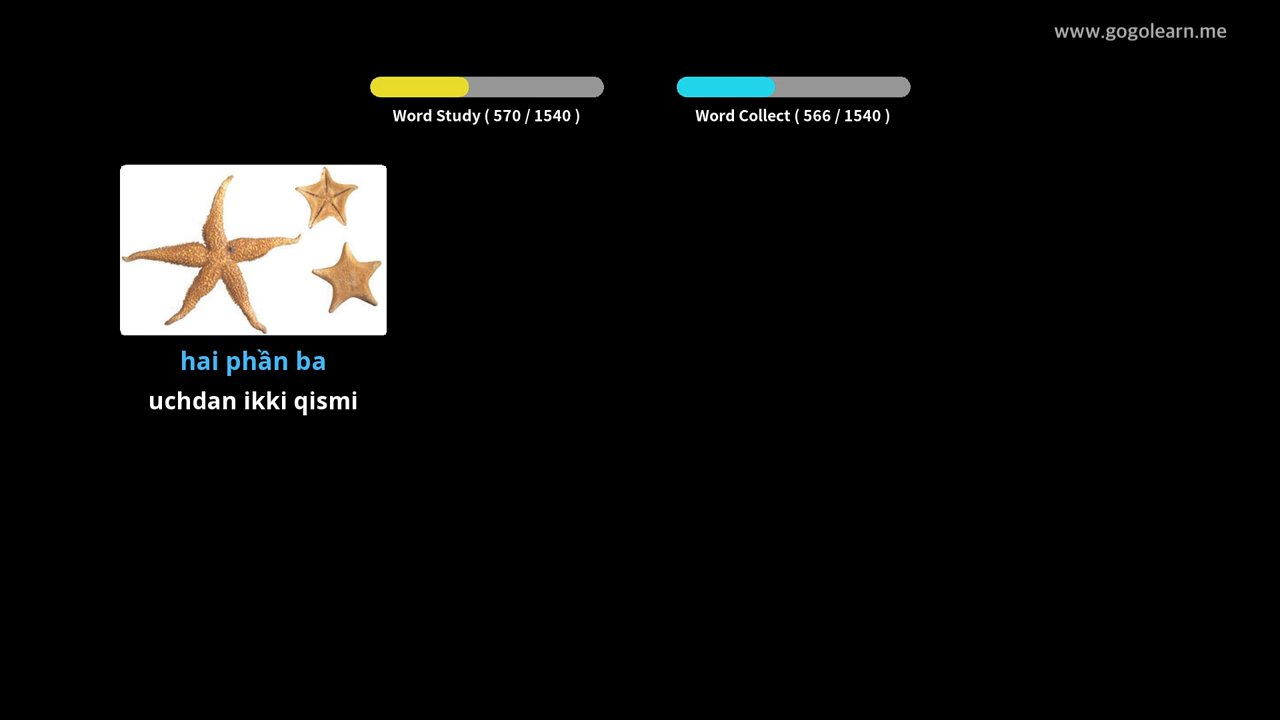 www.gogolearn.me
Word Study ( 570 / 1540 )
Word Collect ( 566 / 1540 )
hai phần ba
uchdan ikki qismi